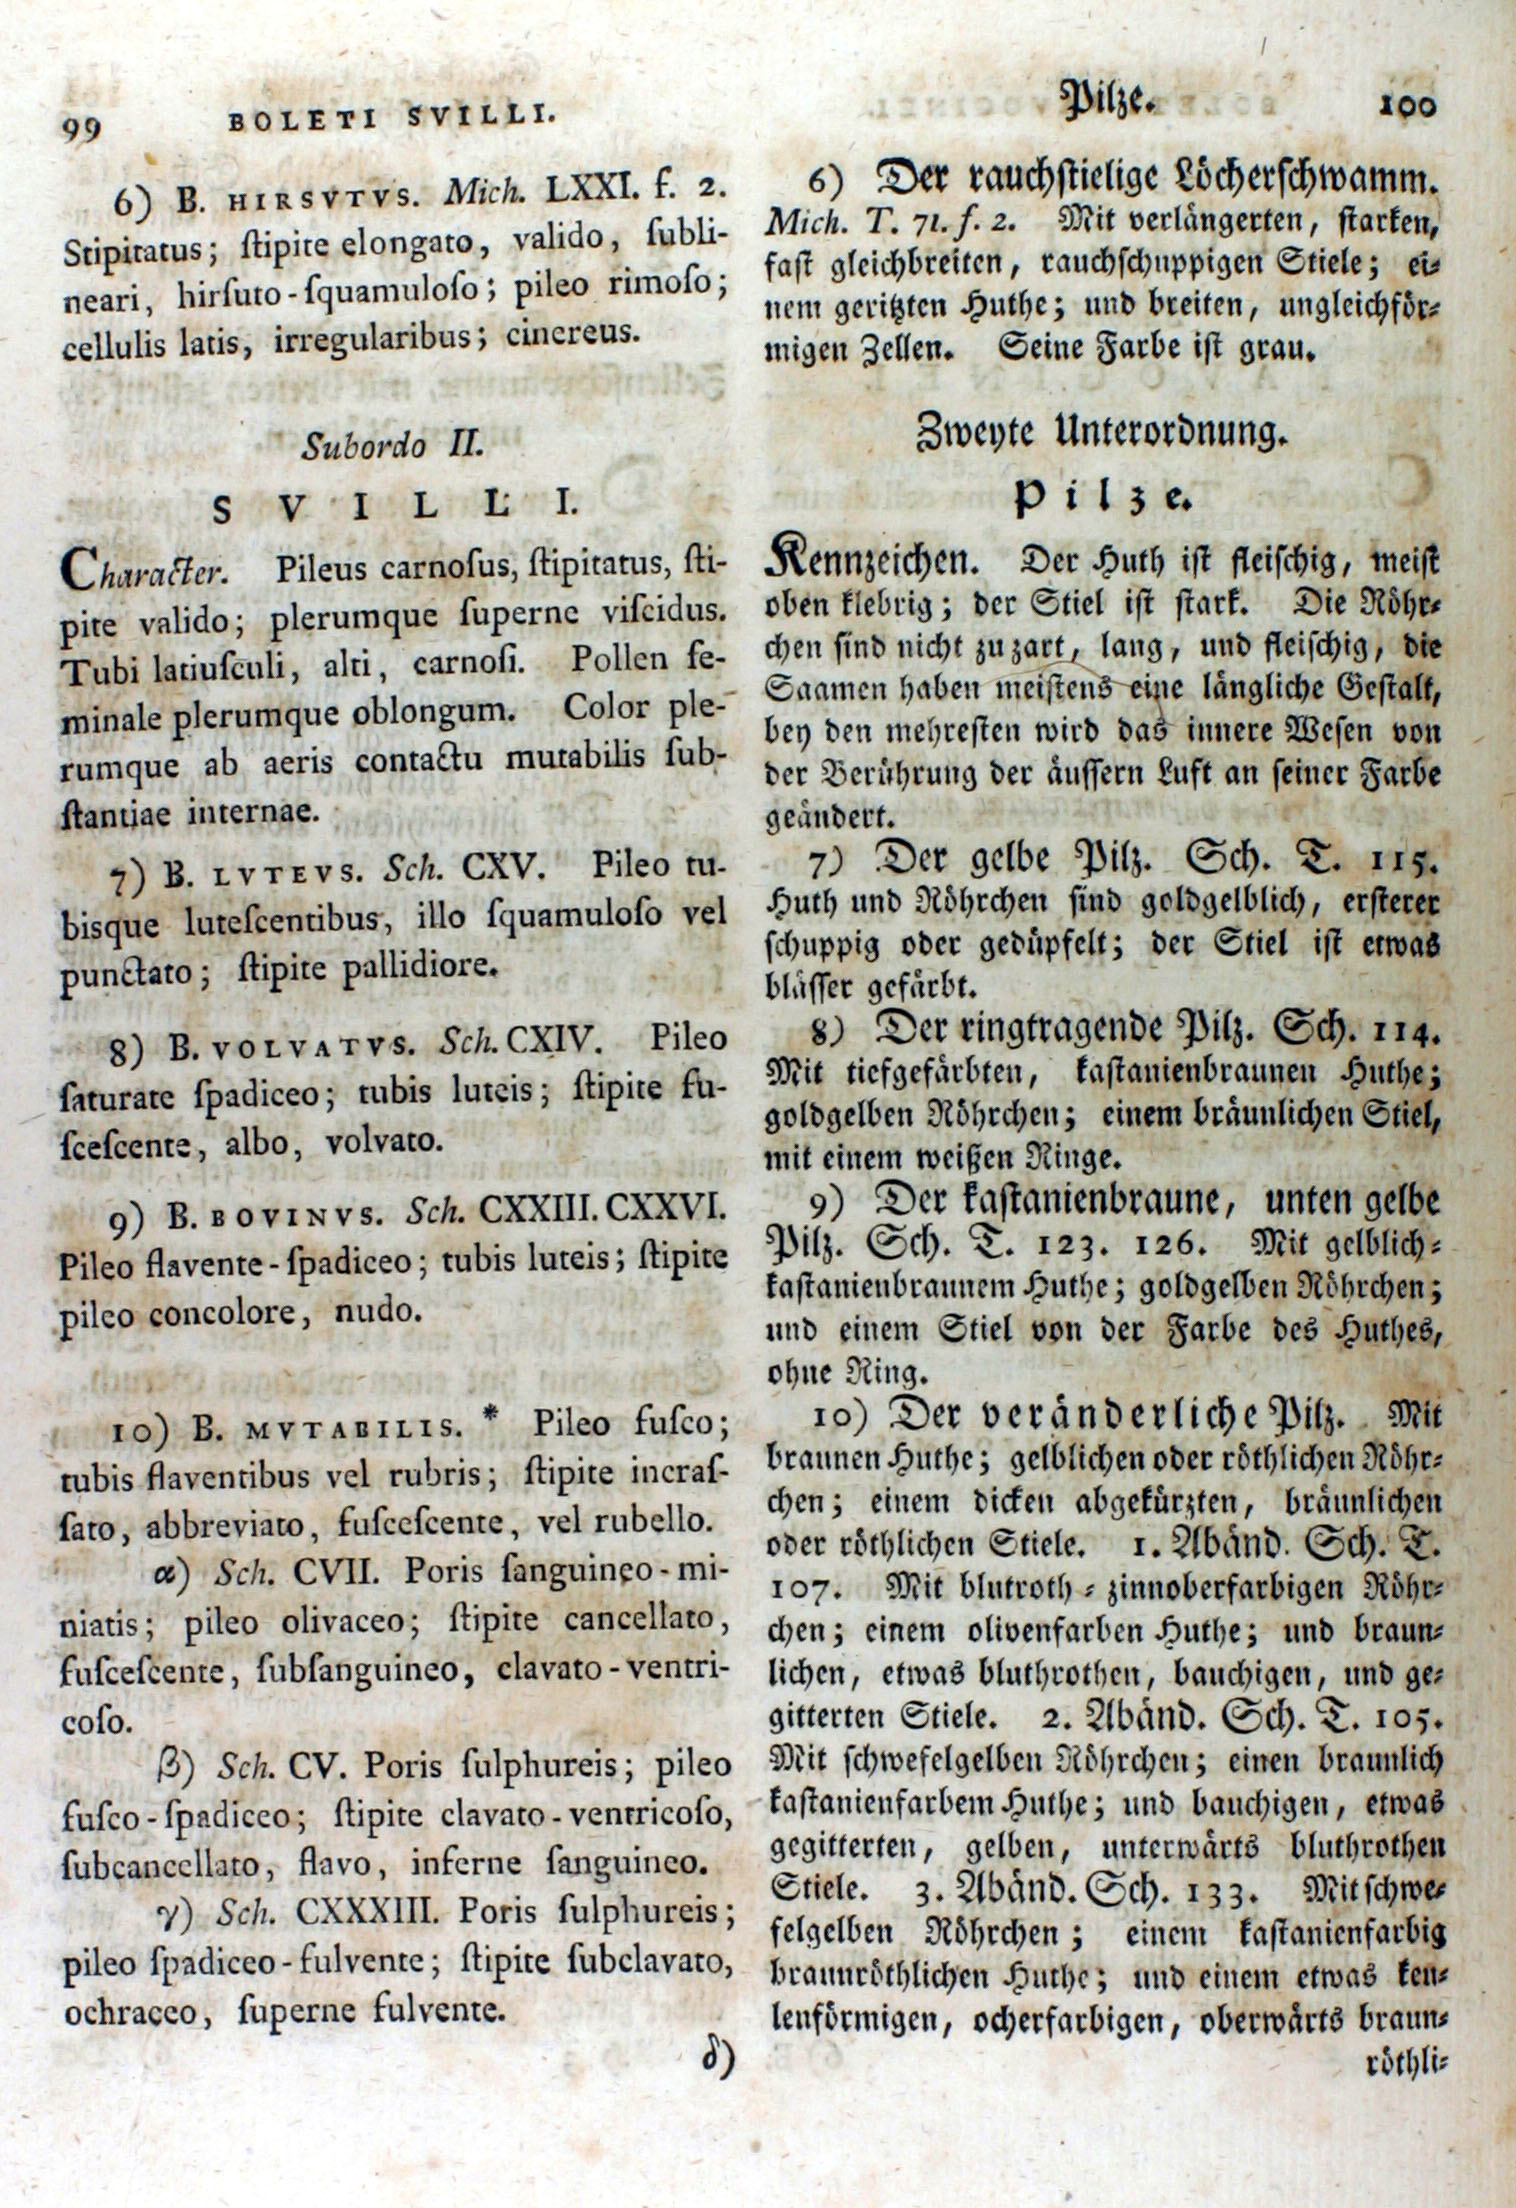 99 BOLETI SVILLI.
6) B. HIRSVTVS. Mich. LXXI. f. 2.
Stipitatus; ſtipite elongato, valido, ſubli-
neari, hirſuto-ſquamuloſo; pileo rimoſo;
cellulis latis, irregularibus; cinereus.
Subordo II.
SVILLI.
Character. Pileus carnoſus, ſtipitatus, ſti-
pite valido; plerumque ſuperne viſcidus.
Tubi latiuſculi, alti, carnoſi. Pollen fe-
minale plerumque oblongum. Color ple-
rumque ab aeris contactu mutabilis ſub-
ſtantiae internae.
7) B. LVTEVS. Sch. CXV. Pileo tu-
bisque luteſcentibus, illo ſquamuloſo vel
punctato; ſtipite pallidiore.
8) B. VOLVATVS. Sch. CXIV. Pileo
ſaturate ſpadiceo; tubis luteis; ſtipite fu-
ſceſcente, albo, volvato.
9) B. BOVINVS. Sch. CXXIII. CXXVI.
Pileo flavente-ſpadiceo; tubis luteis; ſtipite
pileo concolore, nudo.
10) B. MVTABILIS. * Pileo fuſco;
tubis flaventibus vel rubris; ſtipite incraſ-
ſato, abbreviato, fuſceſcente, vel rubello.
α) Sch. CVII. Poris ſanguineo-mi-
niatis; pileo olivaceo; ſtipite cancellato,
fuſceſcente, ſubſanguineo, clavato-ventri-
coſo.
β) Sch. CV. Poris ſulphureis; pileo
fuſco-ſpadiceo; ſtipite clavato-ventricoſo,
ſubcancellato, flavo, inferne ſanguineo.
γ) Sch. CXXXIII. Poris ſulphureis;
pileo ſpadiceo-fulvente; ſtipite ſubclavato,
ochraceo, ſuperne fulvente.
δ)
Pilze. 100
6) Der rauchſtielige Löcherſchwamm.
Mich. T. 71. f. 2. Mit verlängerten, ſtarken,
faſt gleichbreiten, rauchſchuppigen Stiele; ei-
nem geritzten Huthe; und breiten, ungleichför-
migen Zellen. Seine Farbe iſt grau.
Zweyte Unterordnung.
Pilze.
Kennzeichen. Der Huth iſt fleiſchig, meiſt
oben klebrig; der Stiel iſt ſtark. Die Röhr-
chen ſind nicht zu zart, lang, und fleiſchig, die
Saamen haben meiſtens eine längliche Geſtalt,
bey den mehreſten wird das innere Weſen von
der Berührung der äuſſern Luft an ſeiner Farbe
geändert.
7) Der gelbe Pilz. Sch. T. 115.
Huth und Röhrchen ſind goldgelblich, erſterer
ſchuppig oder gedüpfelt; der Stiel iſt etwas
bläſſer gefärbt.
8) Der ringtragende Pilz. Sch. 114.
Mit tiefgefärbten, kaſtanienbraunen Huthe;
goldgelben Röhrchen; einem bräunlichen Stiel,
mit einem weißen Ringe.
9) Der kaſtanienbraune, unten gelbe
Pilz. Sch. T. 123. 126. Mit gelblich-
kaſtanienbraunem Huthe; goldgelben Röhrchen;
und einem Stiel von der Farbe des Huthes,
ohne Ring.
10) Der veränderliche Pilz. Mit
braunen Huthe; gelblichen oder röthlichen Röhr-
chen; einem dicken abgekürzten, bräunlichen
oder röthlichen Stiele. 1. Abänd. Sch. T.
107. Mit blutroth-zinnoberfarbigen Röhr-
chen; einem olivenfarben Huthe; und braun-
lichen, etwas bluthrothen, bauchigen, und ge-
gitterten Stiele. 2. Abänd. Sch. T. 105.
Mit ſchwefelgelben Röhrchen; einen braunlich
kaſtanienfarbem Huthe; und bauchigen, etwas
gegitterten, gelben, unterwärts bluthrothen
Stiele. 3. Abänd. Sch. 133. Mit ſchwe-
felgelben Röhrchen; einem kaſtanienfarbig
braunröthlichen Huthe; und einem etwas keu-
lenförmigen, ocherfarbigen, oberwärts braun-
röthli-